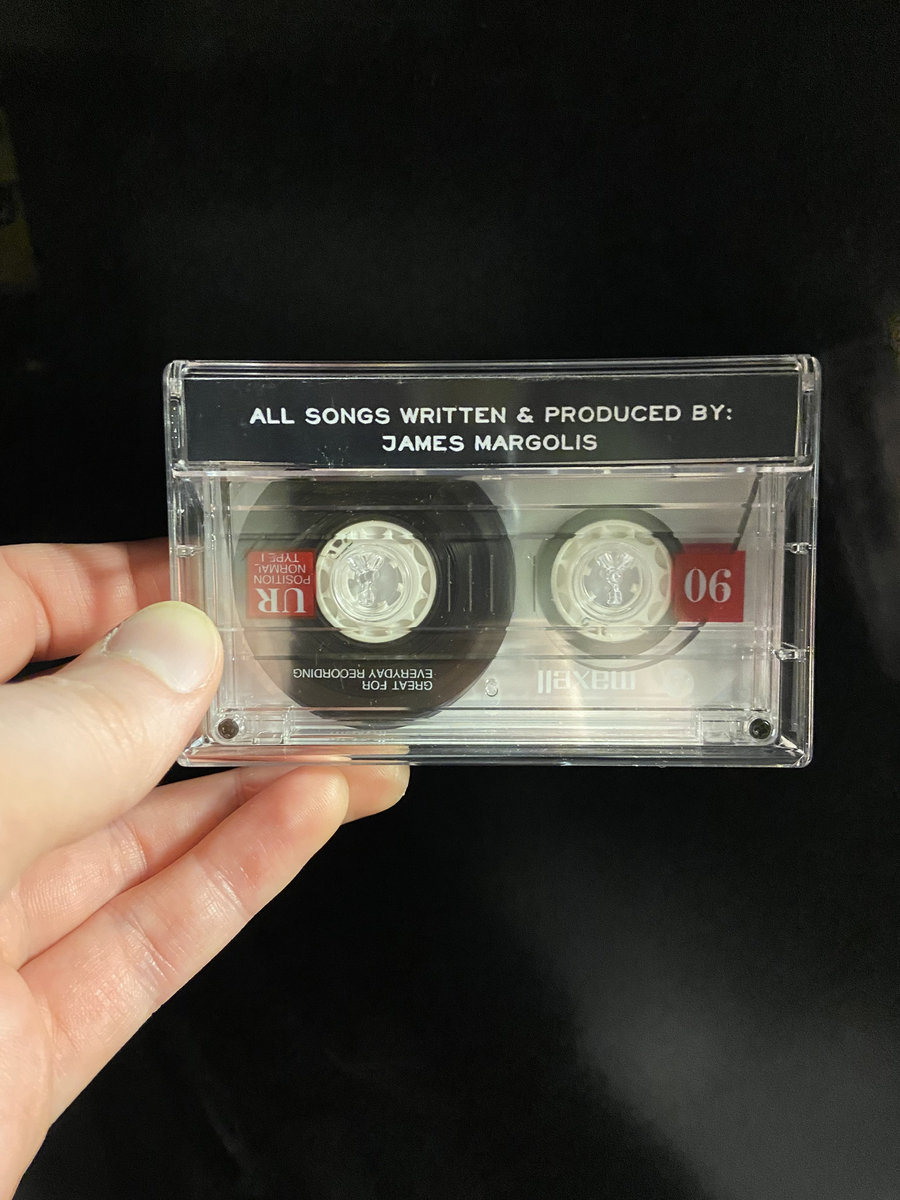 ALL SONGS WRITTEN & PRODUCED BY:
JAMES MARGOLIS
UR
POSITION
NORMAL
TYPE I
90
GREAT FOR
EVERYDAY RECORDING
maxell